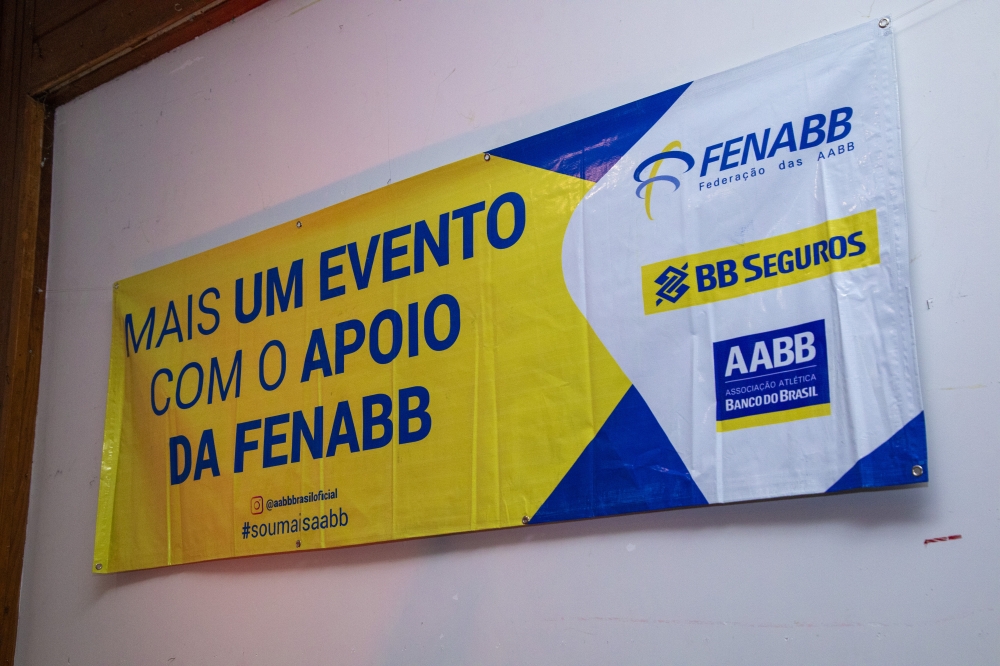 MAIS UM EVENTO
COM O APOIO
DA FENABB
@aabbbrasiloficial
#soumaisaabb
FENABB
Federação das AABB
BB SEGUROS
AABB
ASSOCIAÇÃO ATLÉTICA
BANCO DO BRASIL